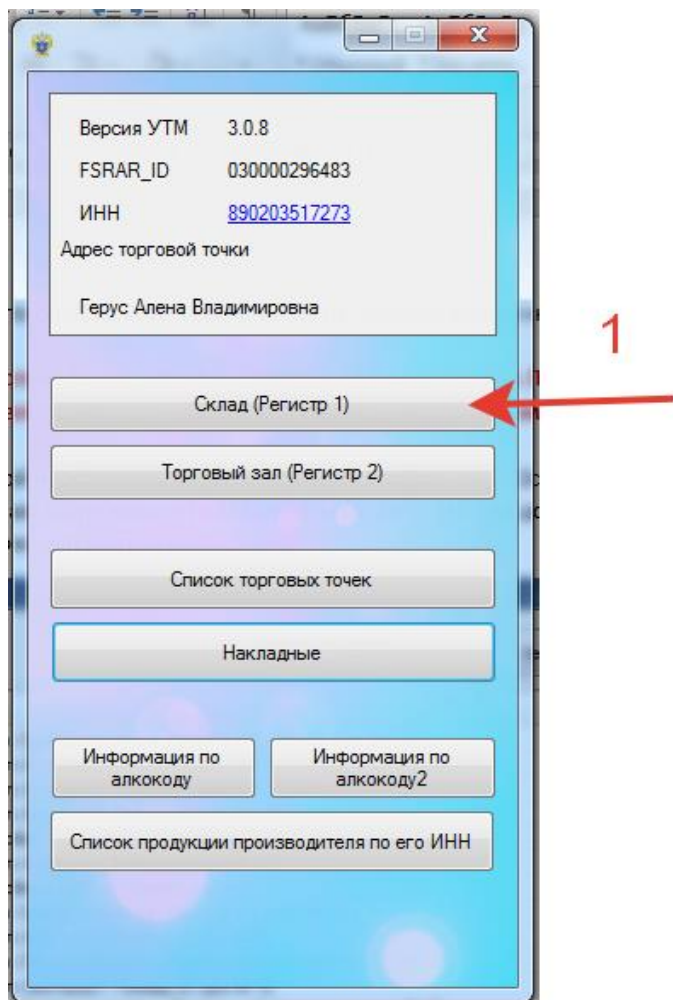 Версия УТМ 3.0.8
FSRAR_ID 030000296483
ИНН 890203517273
Адрес торговой точки
Герус Алена Владимировна
1
Склад (Регистр 1)
Торговый зал (Регистр 2)
Список торговых точек
Накладные
Информация по
алкокоду
Информация по
алкокоду2
Список продукции производителя по его ИНН